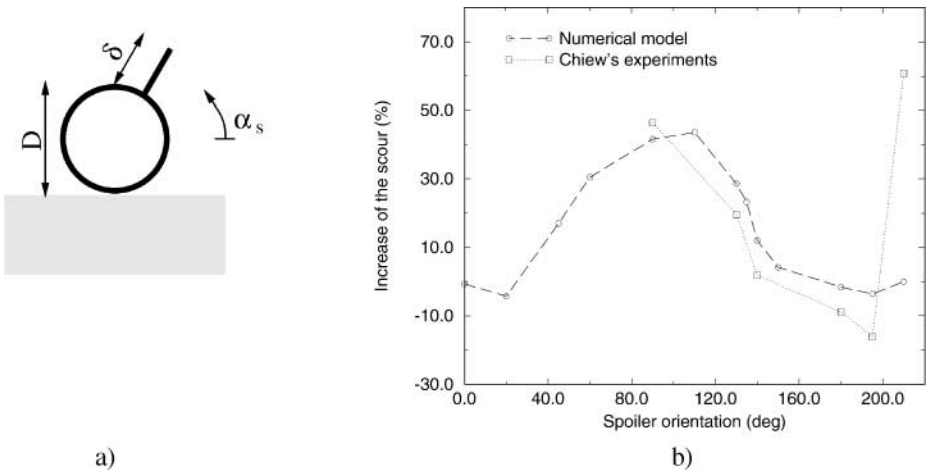 δ
D
α s
a)
Increase of the scour (%)
70.0
50.0
30.0
10.0
-10.0
-30.0
Numerical model
Chiew's experiments
0.0 40.0 80.0 120.0 160.0 200.0
Spoiler orientation (deg)
b)